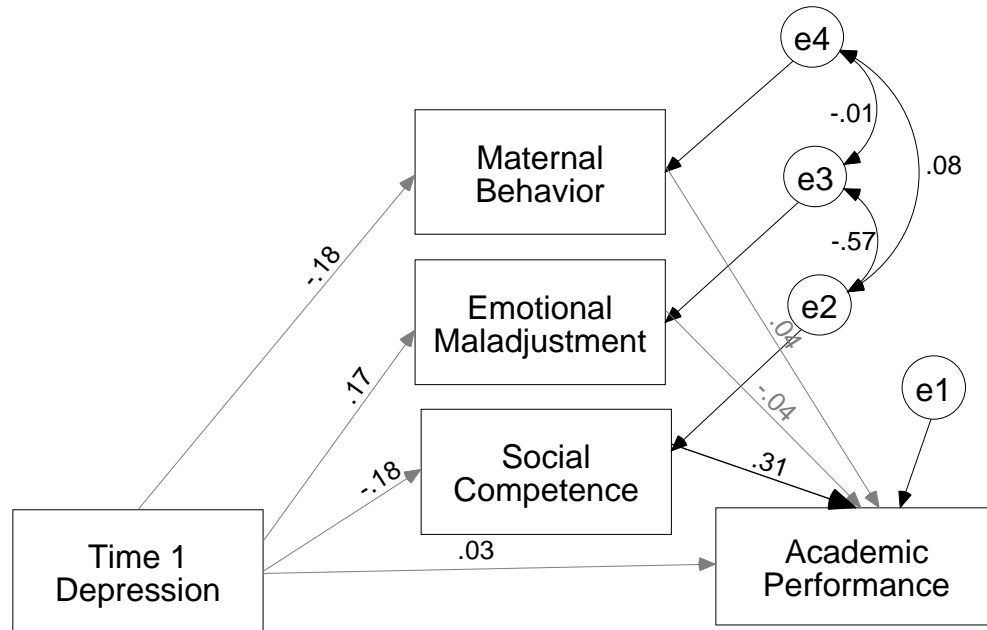 e4
-.01
Maternal
Behavior
e3
.08
-.57
-.18
e2
Emotional
Maladjustment
.04
.17
-.04
e1
Social
Competence
.31
-.18
.03
Time 1
Depression
Academic
Performance